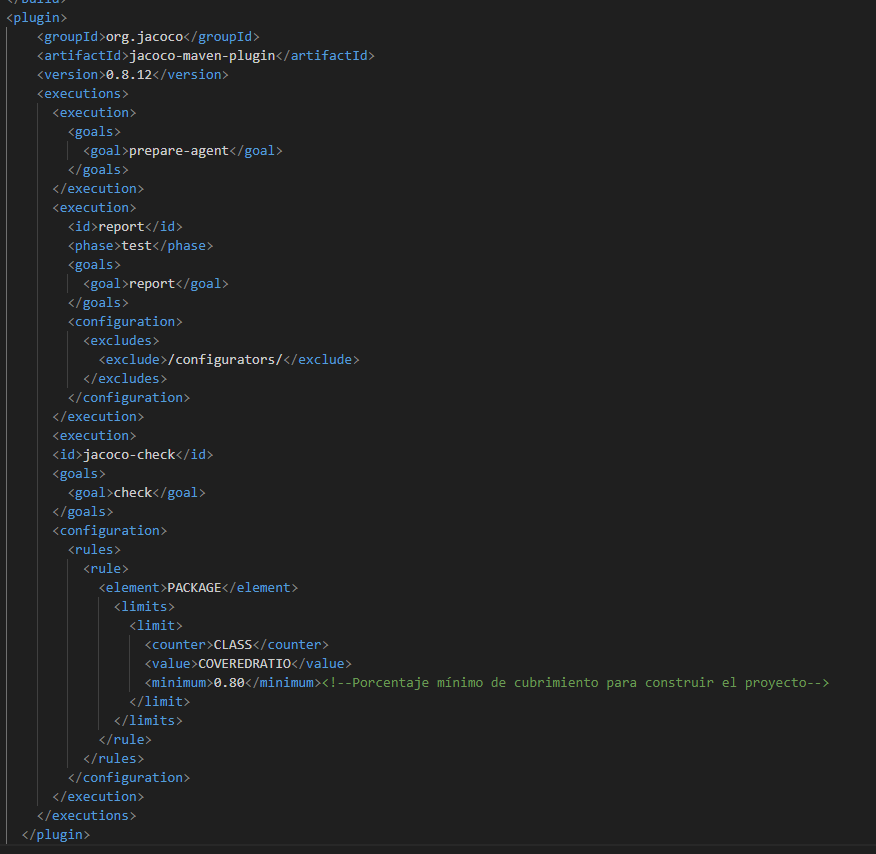 </build>
<plugin>
<groupId>org.jacoco</groupId>
<artifactId>jacoco-maven-plugin</artifactId>
<version>0.8.12</version>
<executions>
<execution>
<goals>
<goal>prepare-agent</goal>
</goals>
</execution>
<execution>
<id>report</id>
<phase>test</phase>
<goals>
<goal>report</goal>
</goals>
<configuration>
<excludes>
<exclude>/configurators/</exclude>
</excludes>
</configuration>
</execution>
<execution>
<id>jacoco-check</id>
<goals>
<goal>check</goal>
</goals>
<configuration>
<rules>
<rule>
<element>PACKAGE</element>
<limits>
<limit>
<counter>CLASS</counter>
<value>COVEREDRATIO</value>
<minimum>0.80</minimum><!--Porcentaje mínimo de cubrimiento para construir el proyecto-->
</limit>
</limits>
</rule>
</rules>
</configuration>
</execution>
</executions>
</plugin>